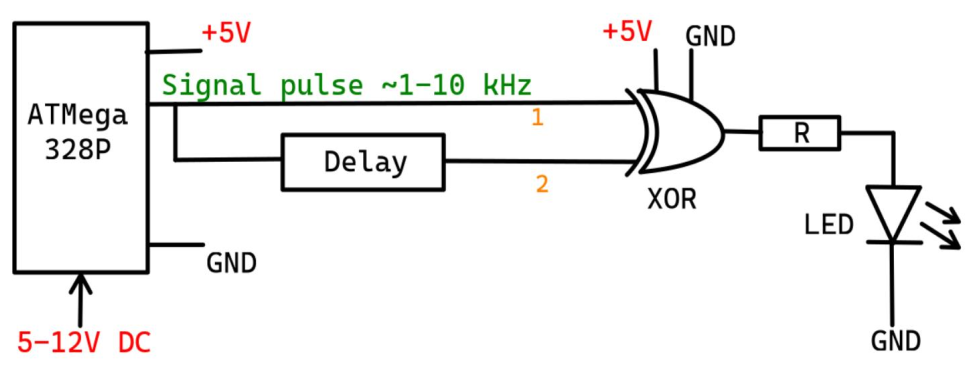 +5V
+5V
GND
Signal pulse ~1-10 kHz
ATMega
328P
1
R
Delay
2
XOR
LED
GND
5-12V DC
GND